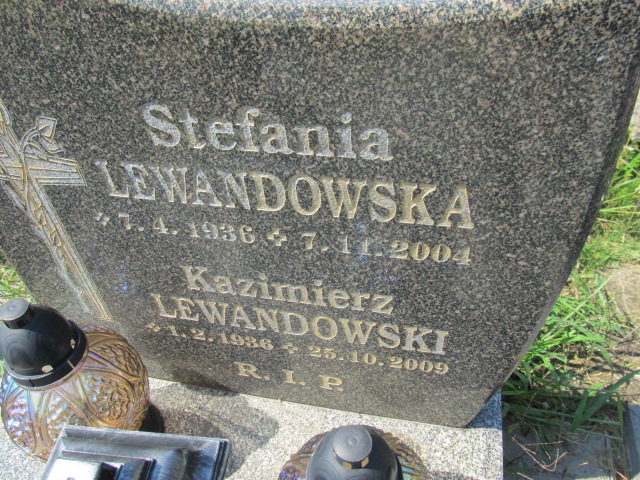 Stefania
LEWANDOWSKA
* 7. 4. 1936 ✢ 7. 11. 2004
Kazimierz
LEWANDOWSKI
* 1. 2. 1936 ✢ 25. 10. 2009
R. I. P.